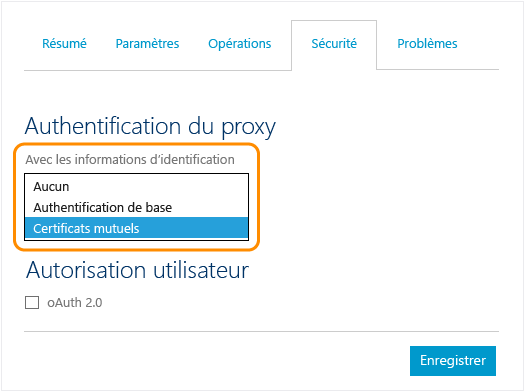 Résumé Paramètres Opérations Sécurité Problèmes
Authentification du proxy
Avec les informations d'identification
Aucun
Authentification de base
Certificats mutuels
Autorisation utilisateur
oAuth 2.0
Enregistrer